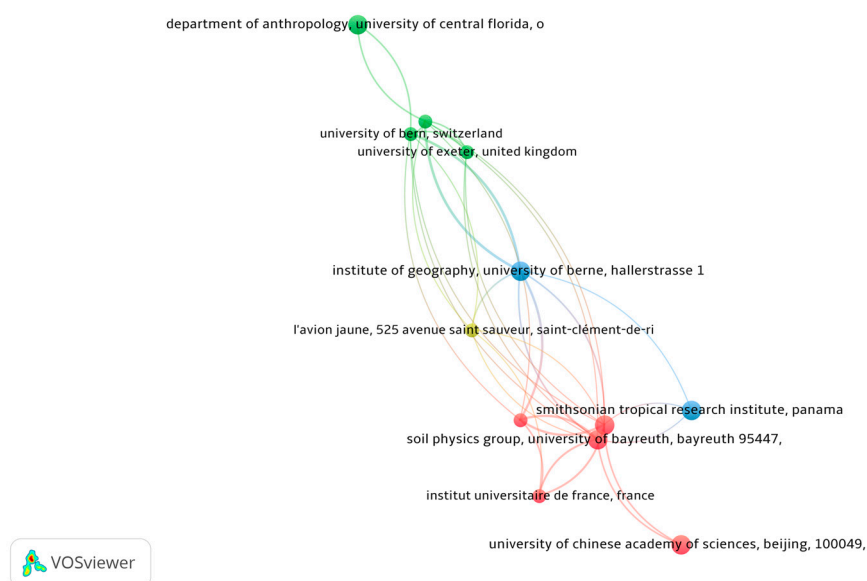 department of anthropology, university of central florida, o
university of bern, switzerland
university of exeter, united kingdom
institute of geography, university of berne, hallerstrasse 1
l'avion jaune, 525 avenue saint sauveur, saint-clément-de-ri
smithsonian tropical research institute, panama
soil physics group, university of bayreuth, bayreuth 95447,
institut universitaire de france, france
university of chinese academy of sciences, beijing, 100049,
VOSviewer